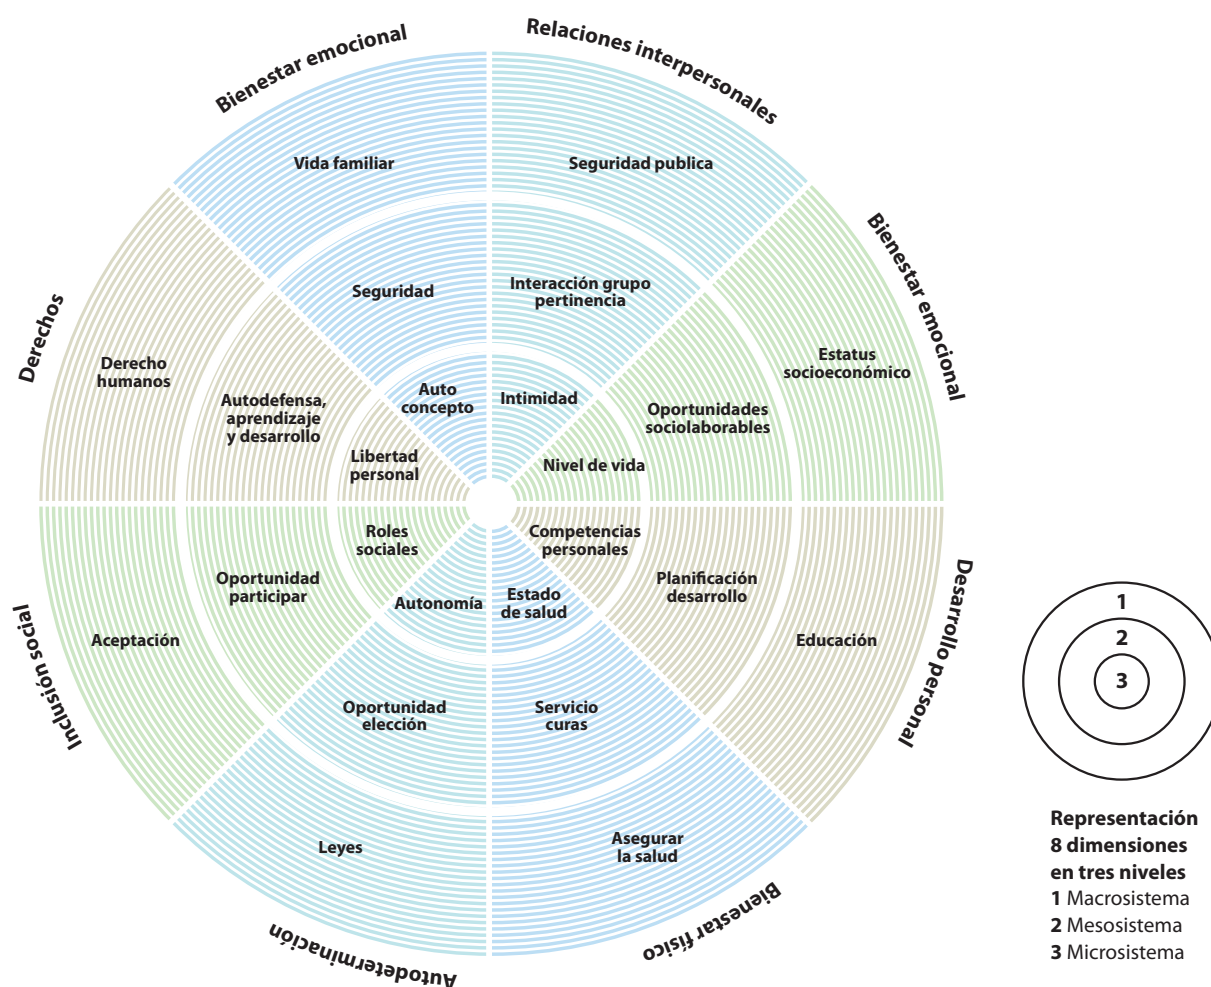 Bienestar emocional
Relaciones interpersonales
Vida familiar
Seguridad publica
Bienestar emocional
Derechos
Seguridad
Interacción grupo
pertinencia
Derecho
humanos
Estatus
socioeconómico
Autodefensa,
aprendizaje
y desarrollo
Auto
concepto
Intimidad
Oportunidades
sociolaborables
Libertad
personal
Nivel de vida
Roles
sociales
Competencias
personales
Oportunidad
participar
Autonomía
Estado
de salud
Planificación
desarrollo
Aceptación
Educación
Inclusión social
Desarrollo personal
Oportunidad
elección
Servicio
curas
Leyes
Asegurar
la salud
Autodeterminación
Bienestar físico
1
2
3
Representación
8 dimensiones
en tres niveles
1 Macrosistema
2 Mesosistema
3 Microsistema